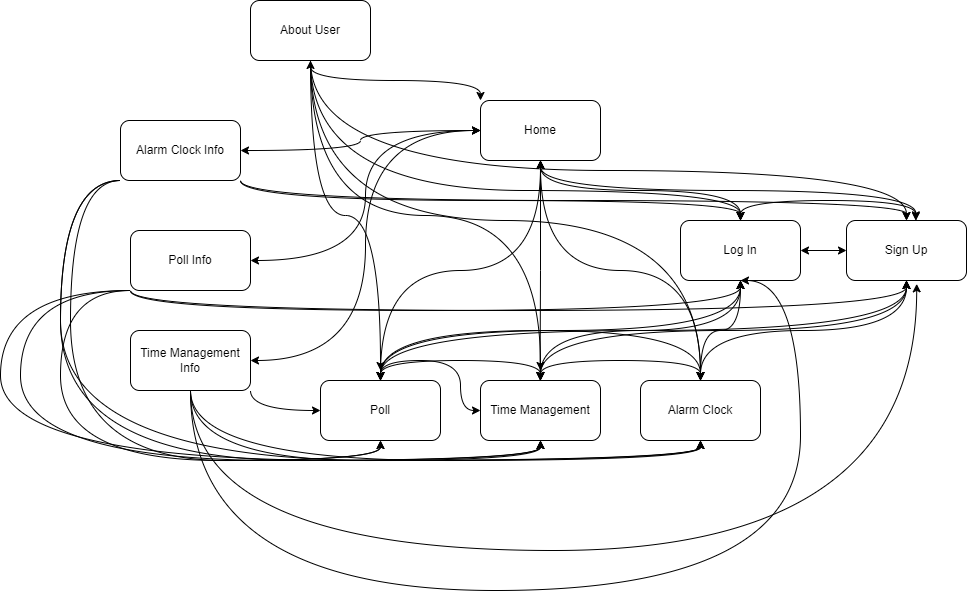 About User
Home
Alarm Clock Info
Log In
Sign Up
Poll Info
Time Management
Info
Poll
Time Management
Alarm Clock